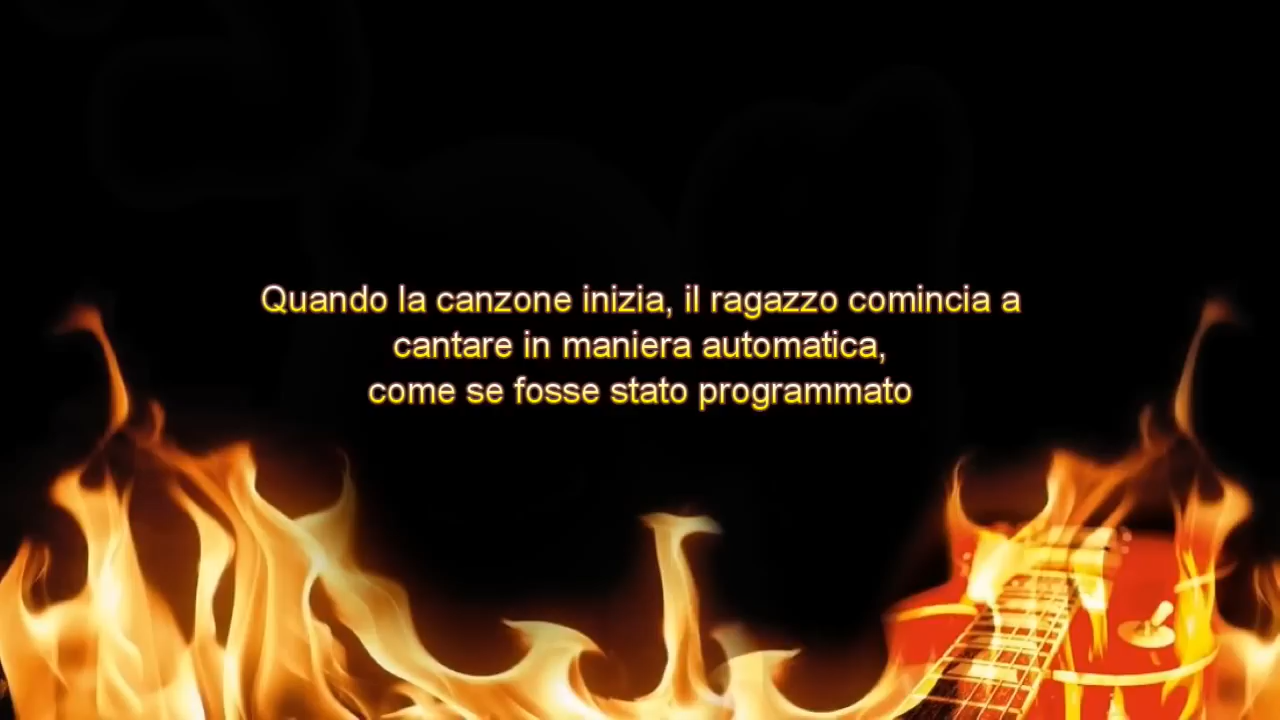 Quando la canzone inizia, il ragazzo comincia a
cantare in maniera automatica,
come se fosse stato programmato